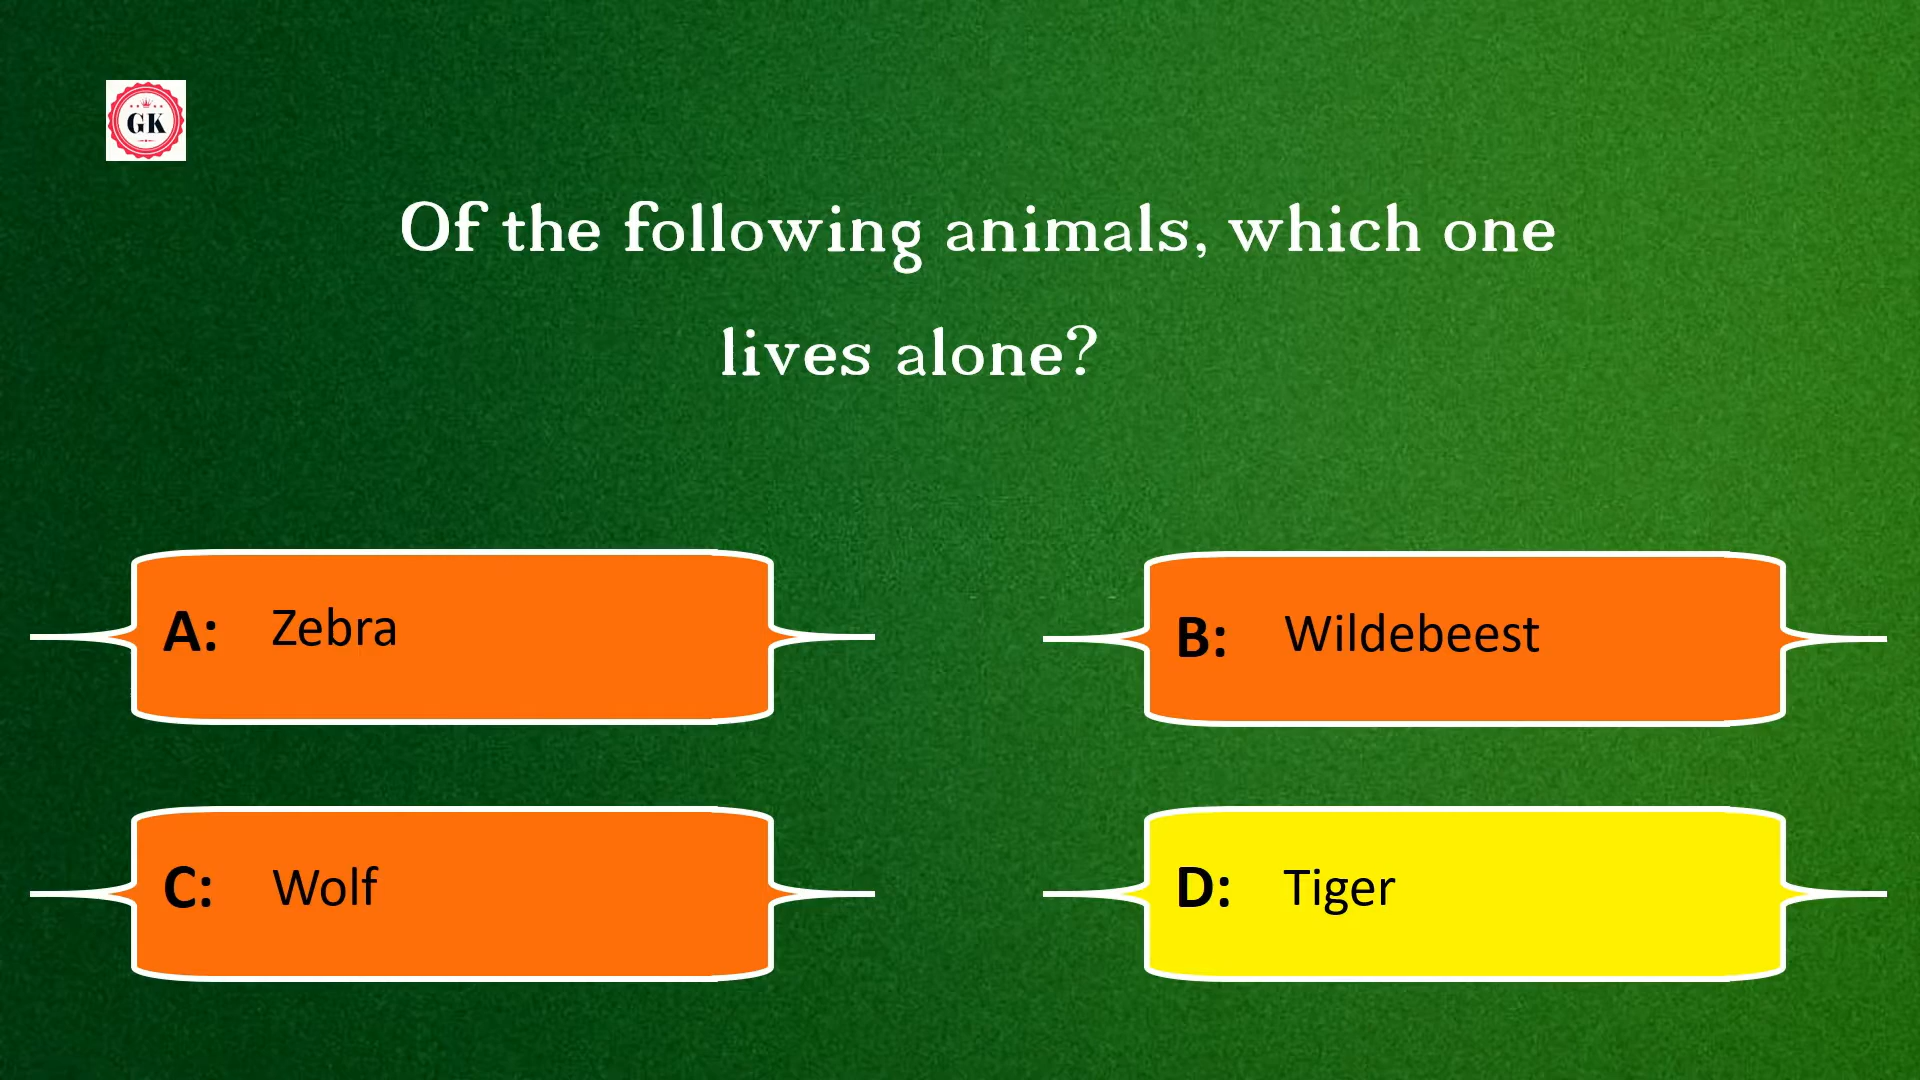 GK
Of the following animals, which one
lives alone?
A: Zebra
B: Wildebeest
C: Wolf
D: Tiger